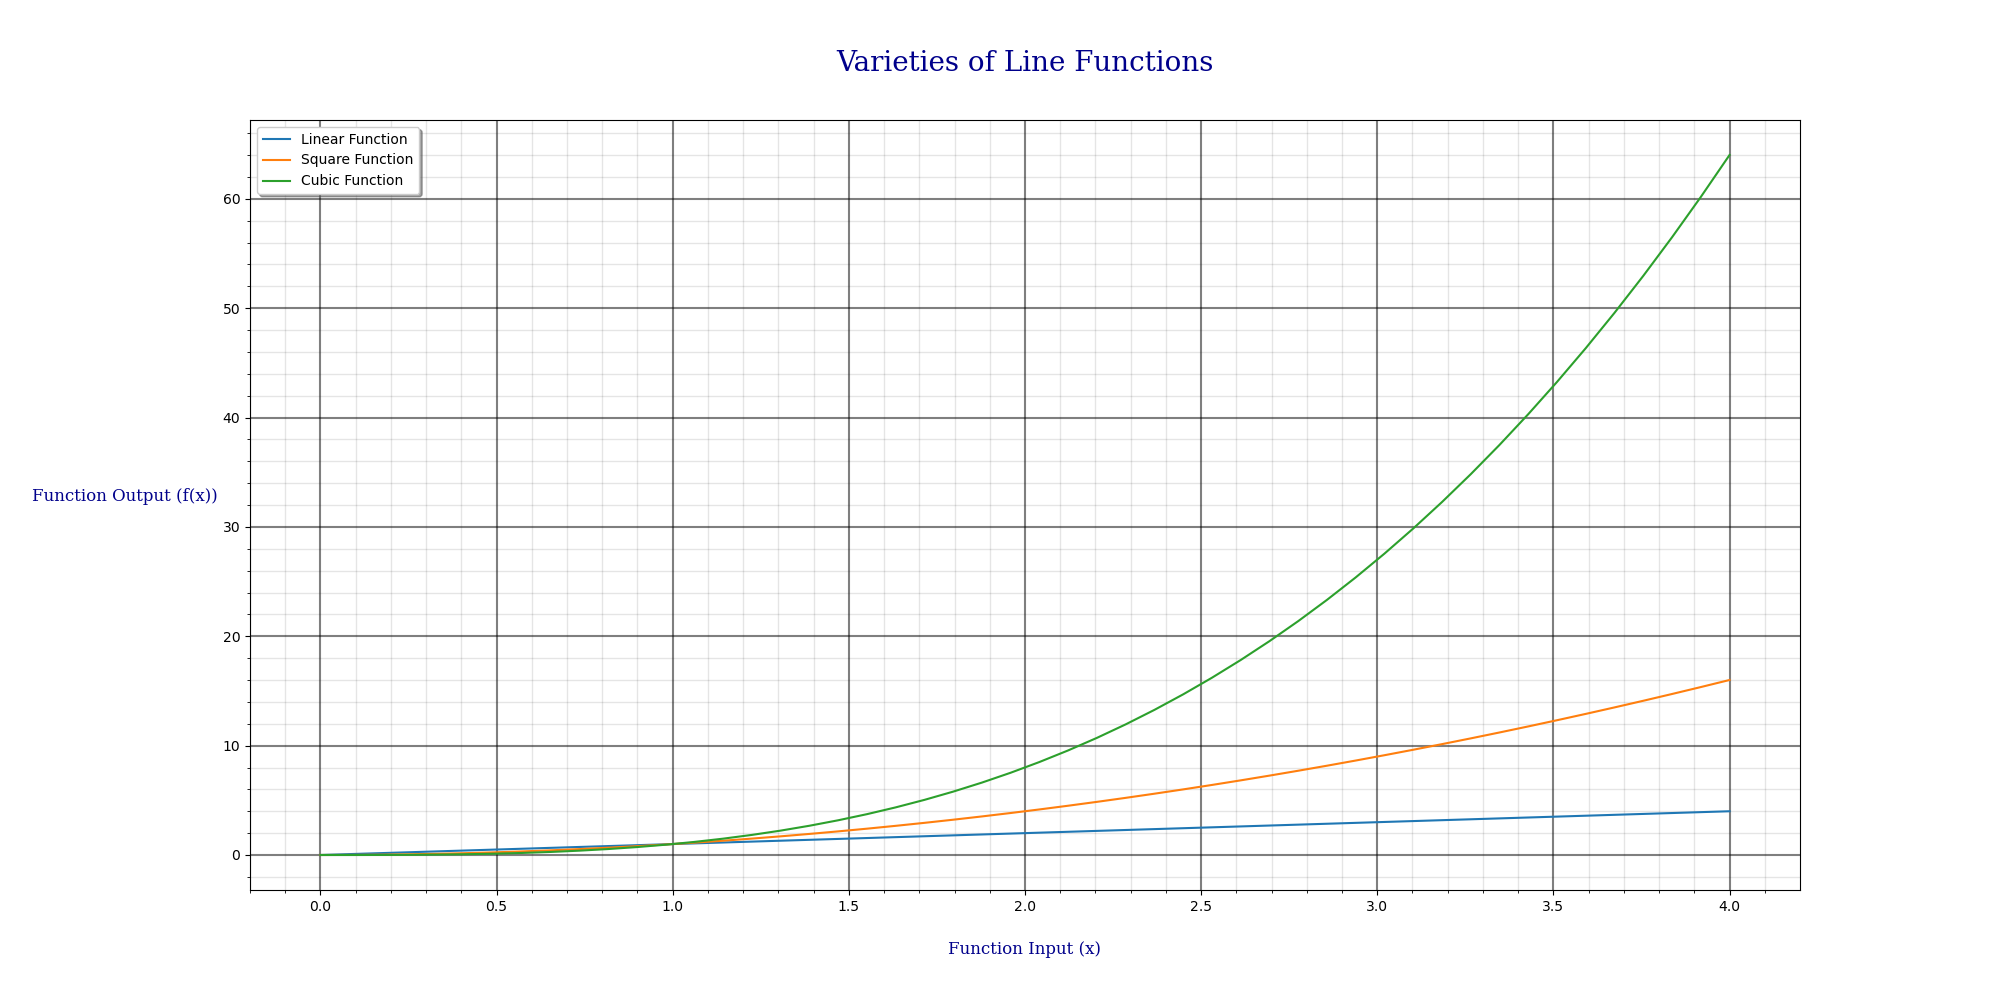 Varieties of Line Functions
Linear Function
Square Function
Cubic Function
60
50
40
30
20
10
0
Function Output (f(x))
0.0 0.5 1.0 1.5 2.0 2.5 3.0 3.5 4.0
Function Input (x)